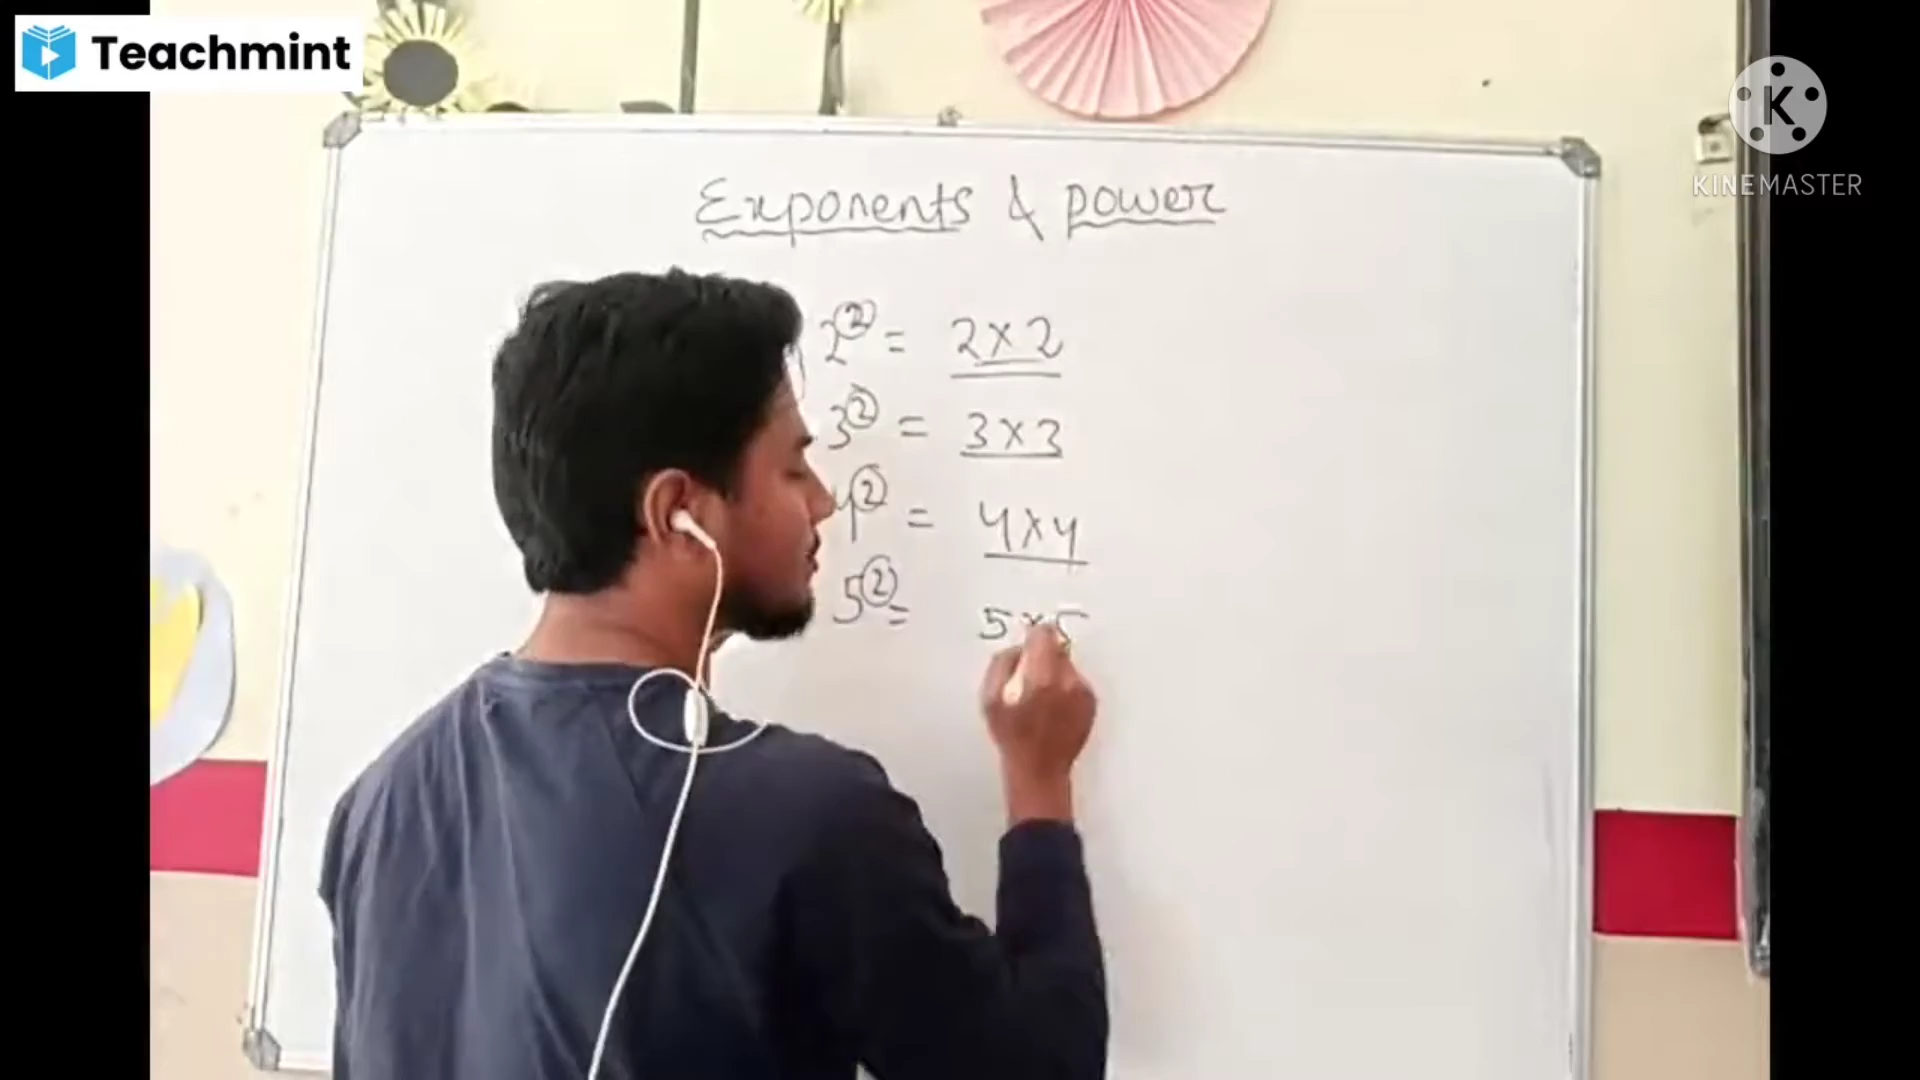 Teachmint
K
KINEMASTER
Exponents & power
2² = 2×2
3² = 3×3
4² = 4×4
5² = 5×5